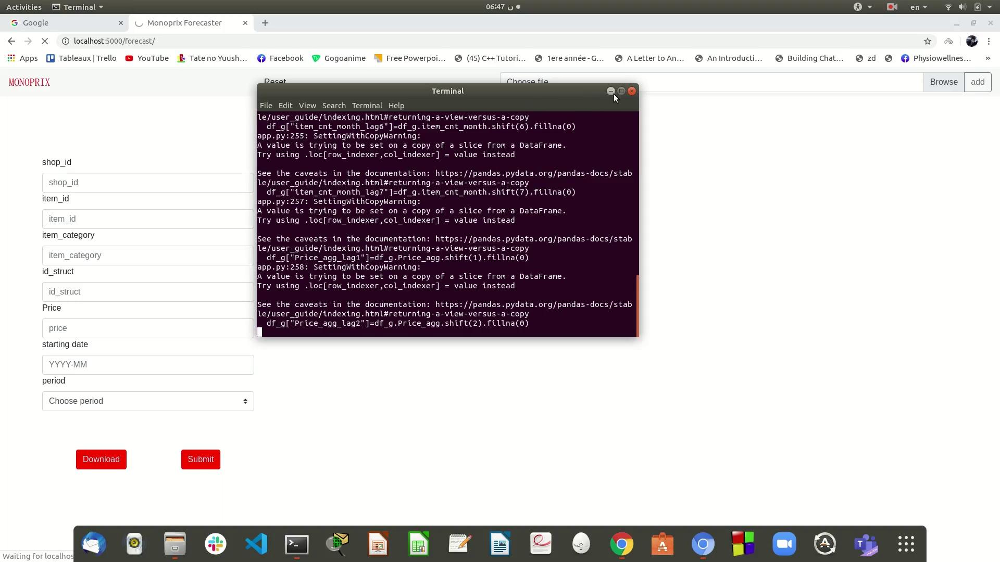 Activities Terminal 06:47 ن en
Google Monoprix Forecaster
localhost:5000/forecast/
Apps Tableaux | Trello YouTube Tate no Yuush... Facebook Gogoanime Free Powerpoi... (45) C++ Tutori... 1ere année - G... A Letter to An... An Introducti... Building Chat... zd Physiowellnes... »
MONOPRIX Reset Choose file Browse add
Terminal
File Edit View Search Terminal Help
le/user_guide/indexing.html#returning-a-view-versus-a-copy
df_g["item_cnt_month_lag6"]=df_g.item_cnt_month.shift(6).fillna(0)
app.py:255: SettingWithCopyWarning:
A value is trying to be set on a copy of a slice from a DataFrame.
Try using .loc[row_indexer,col_indexer] = value instead
See the caveats in the documentation: https://pandas.pydata.org/pandas-docs/stab
le/user_guide/indexing.html#returning-a-view-versus-a-copy
df_g["item_cnt_month_lag7"]=df_g.item_cnt_month.shift(7).fillna(0)
app.py:257: SettingWithCopyWarning:
A value is trying to be set on a copy of a slice from a DataFrame.
Try using .loc[row_indexer,col_indexer] = value instead
See the caveats in the documentation: https://pandas.pydata.org/pandas-docs/stab
le/user_guide/indexing.html#returning-a-view-versus-a-copy
df_g["Price_agg_lag1"]=df_g.Price_agg.shift(1).fillna(0)
app.py:258: SettingWithCopyWarning:
A value is trying to be set on a copy of a slice from a DataFrame.
Try using .loc[row_indexer,col_indexer] = value instead
See the caveats in the documentation: https://pandas.pydata.org/pandas-docs/stab
le/user_guide/indexing.html#returning-a-view-versus-a-copy
df_g["Price_agg_lag2"]=df_g.Price_agg.shift(2).fillna(0)
shop_id
shop_id
item_id
item_id
item_category
item_category
id_struct
id_struct
Price
price
starting date
YYYY-MM
period
Choose period
Download Submit
25
Waiting for localhos